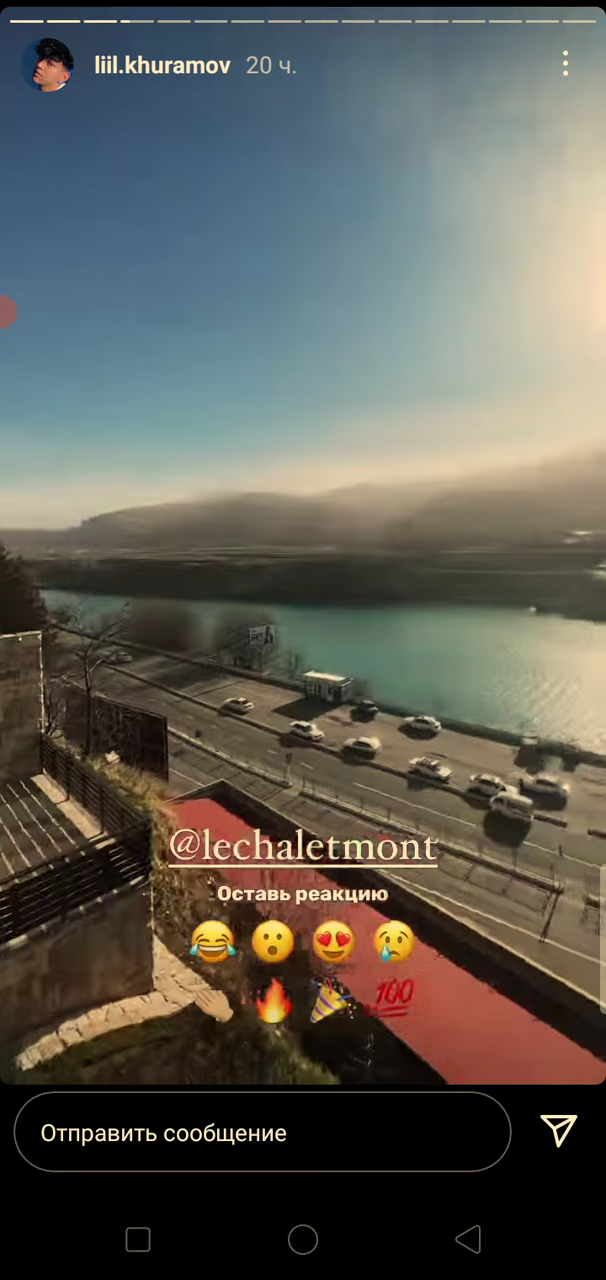 liil.khuramov 20 ч.
@lechaletmont
Оставь реакцию
😂😮😍😢
👏🔥🎉💯
Отправить сообщение